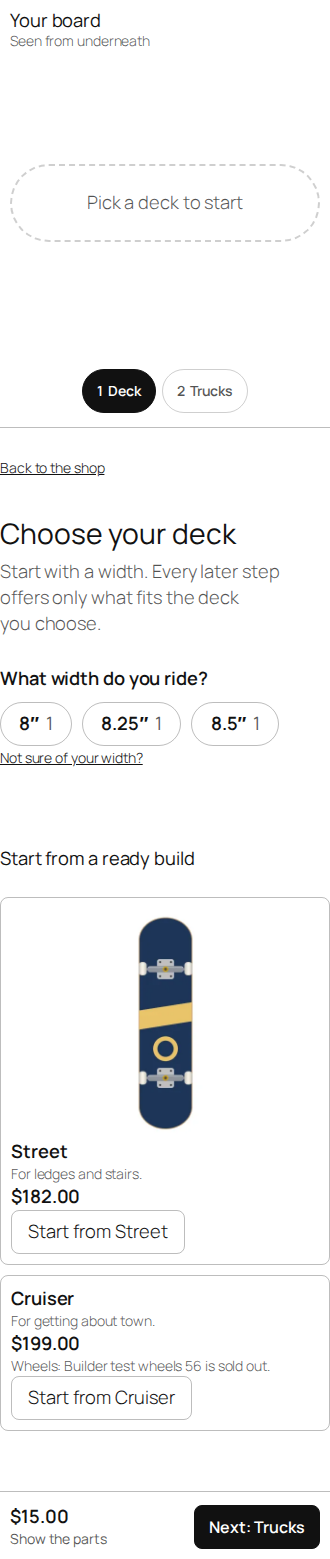 Your board
Seen from underneath
Pick a deck to start
1 Deck
2 Trucks
Back to the shop
Choose your deck
Start with a width. Every later step
offers only what fits the deck
you choose.
What width do you ride?
8″ 1
8.25″ 1
8.5″ 1
Not sure of your width?
Start from a ready build
Street
For ledges and stairs.
$182.00
Start from Street
Cruiser
For getting about town.
$199.00
Wheels: Builder test wheels 56 is sold out.
Start from Cruiser
$15.00
Show the parts
Next: Trucks